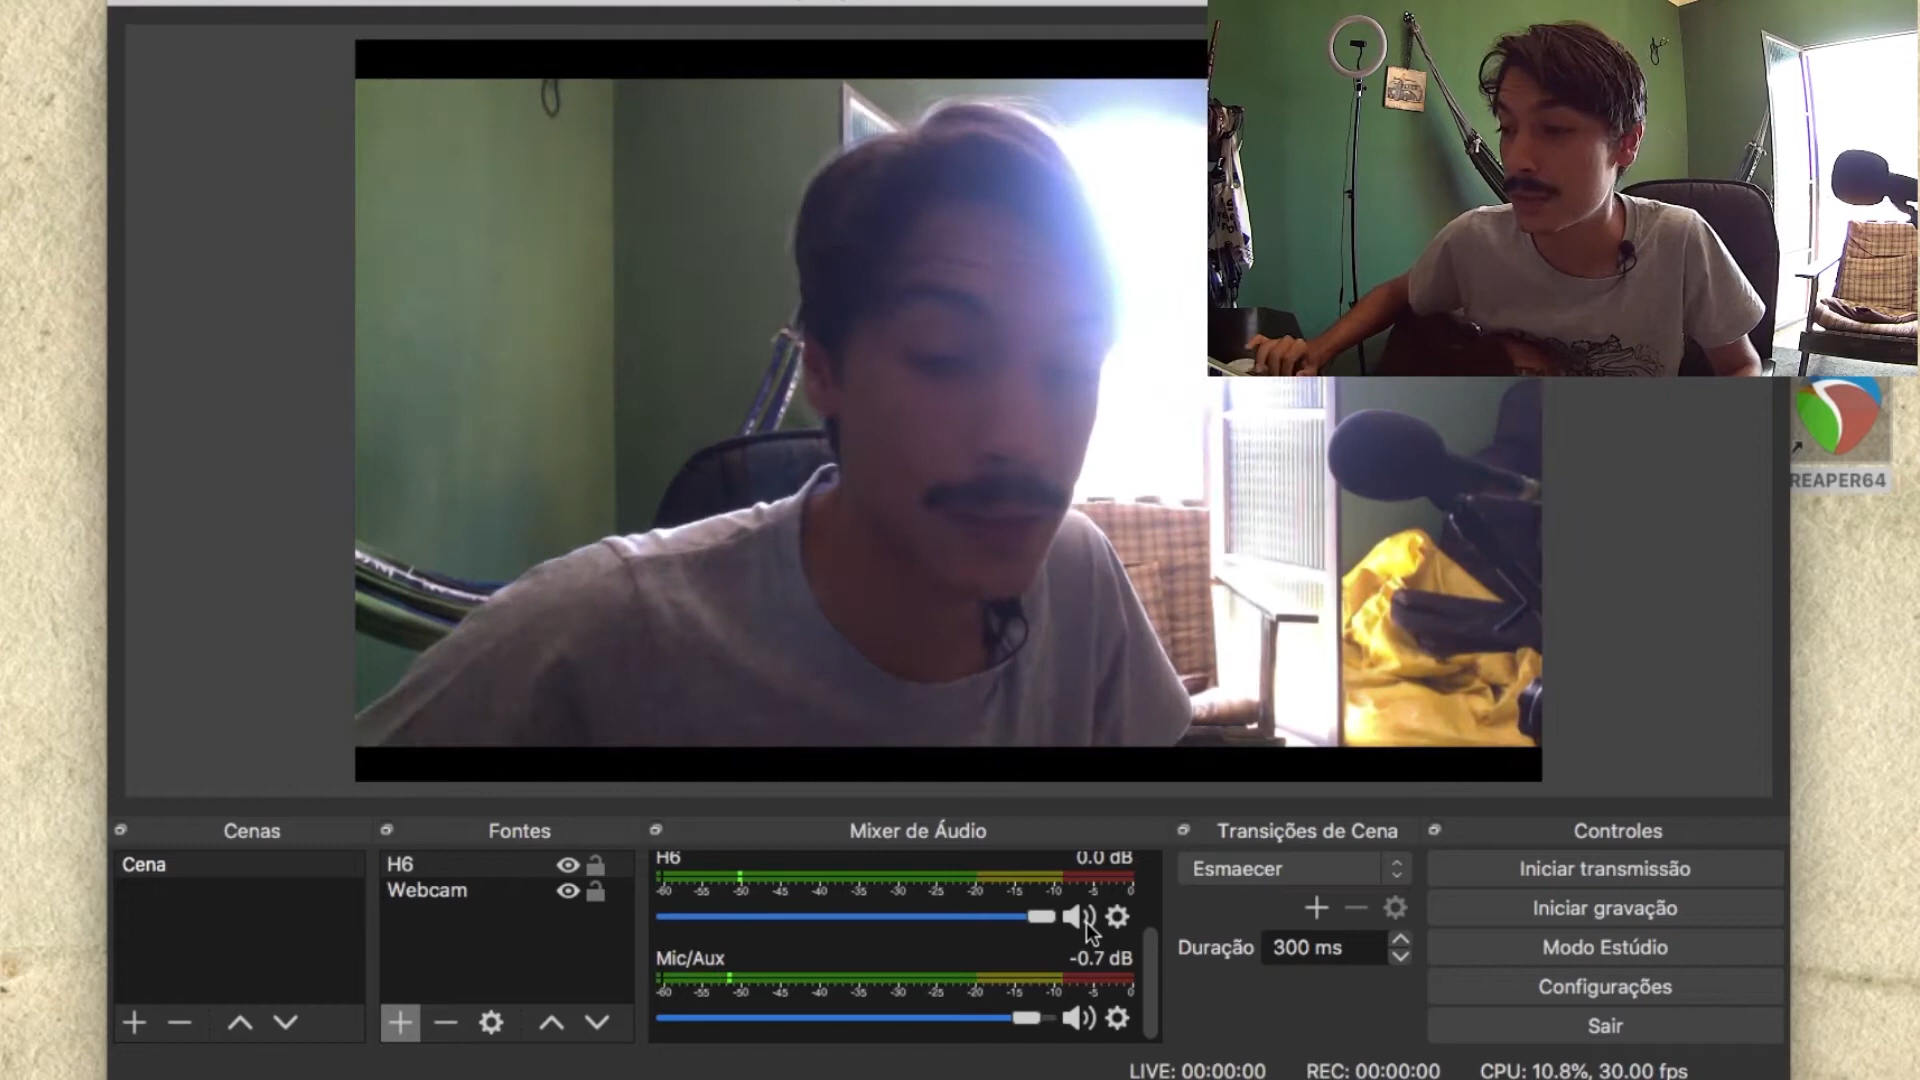 REAPER64
Cenas
Fontes
Mixer de Áudio
Transições de Cena
Controles
Cena
H6
Webcam
H6
0.0 dB
-60 -55 -50 -45 -40 -35 -30 -25 -20 -15 -10 -5 0
Mic/Aux
-0.7 dB
-60 -55 -50 -45 -40 -35 -30 -25 -20 -15 -10 -5 0
Esmaecer
Duração
300 ms
Iniciar transmissão
Iniciar gravação
Modo Estúdio
Configurações
Sair
LIVE: 00:00:00
REC: 00:00:00
CPU: 10.8%, 30.00 fps